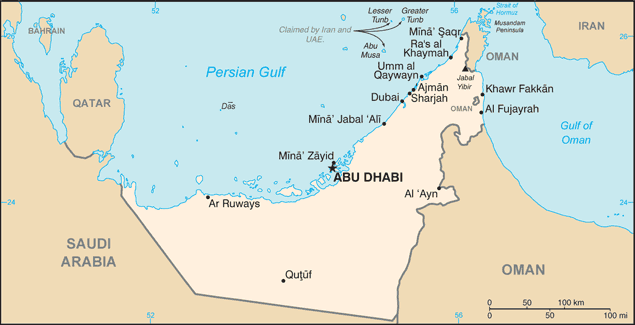 52
Lesser
Tunb
Greater
Tunb
56
Strait of
Hormuz
Musandam
Peninsula
IRAN
26
BAHRAIN
Claimed by Iran and
UAE
Abu
Musa
Mīnā' Şaqr
Ra's al
Khaymah
OMAN
26
Persian Gulf
Umm al
Qaywayn
Jabal
Yibir
QATAR
Das
Ajmān
Sharjah
Dubai
Khawr Fakkān
OMAN
Al Fujayrah
Mīnā' Jabal 'Alī
Gulf of
Oman
Mīnā' Zāyid
ABU DHABI
Al 'Ayn
24
Ar Ruways
24
SAUDI
ARABIA
Quţūf
OMAN
0 50 100 km
0 50 100 mi
52
56